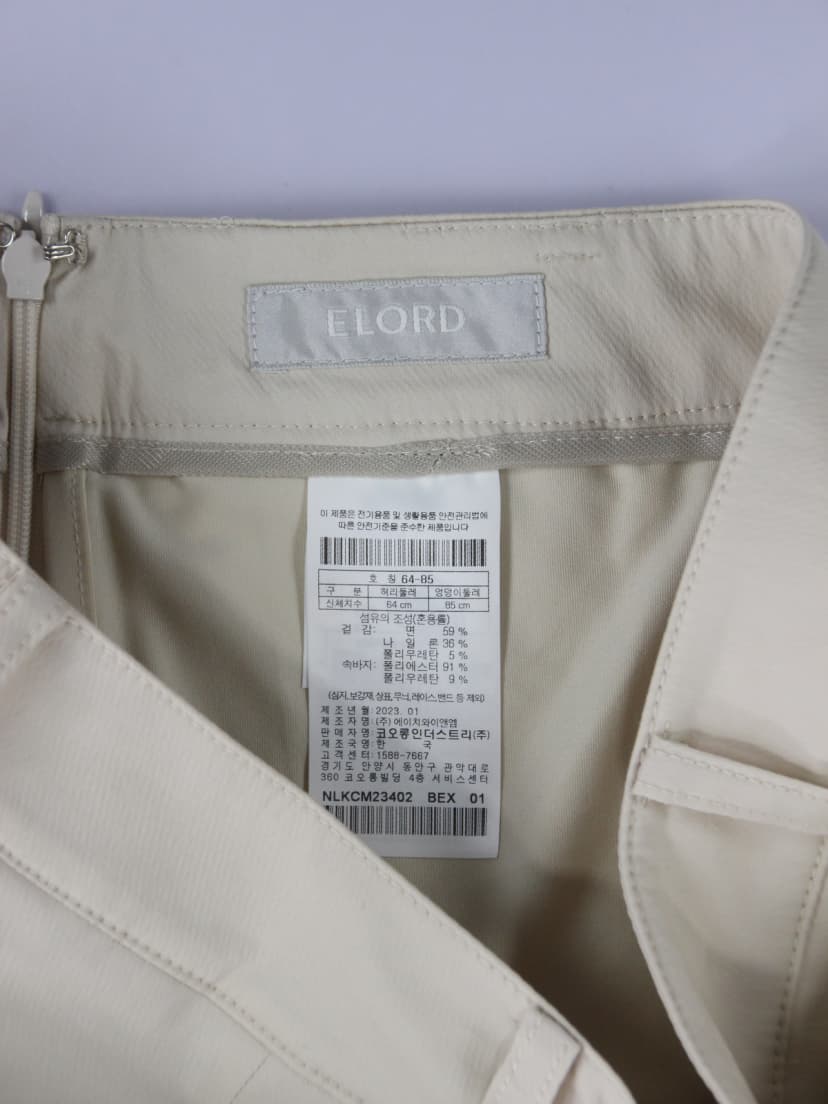 ELORD
이 제품은 전기용품 및 생활용품 안전관리법에
따른 안전기준을 준수한 제품입니다
호 칭 64-85
구 분 허리둘레 엉덩이둘레
신체치수 64 cm 85 cm
섬유의 조성(혼용률)
겉 감: 면 59 %
나 일 론 36 %
폴리우레탄 5 %
속바지: 폴리에스터 91 %
폴리우레탄 9 %
(심지,보강재,상표,무늬,레이스,밴드 등 제외)
제 조 년 월: 2023. 01
제 조 자 명: (주) 에이치와이앤엠
판 매 자 명: 코오롱인더스트리(주)
제 조 국 명: 한 국
고 객 센 터: 1588-7667
경기도 안양시 동안구 관악대로
360 코오롱빌딩 4층 서비스센터
NLKCM23402 BEX 01